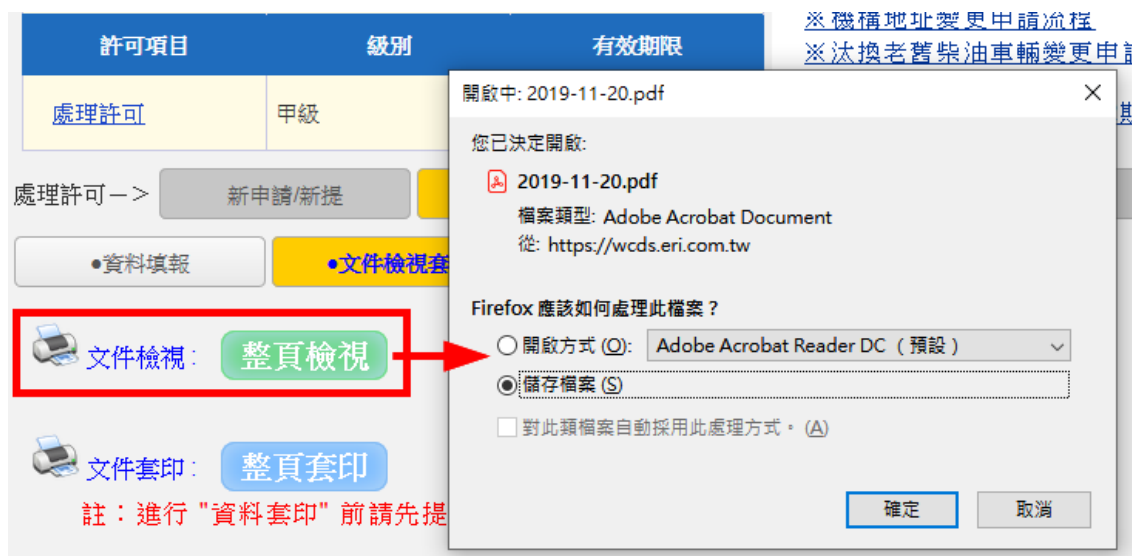 ※機構地址變更申請流程
許可項目 級別 有效期限
※汰換老舊柴油車輛變更申
處理許可 甲級
處理許可－> 新申請/新提
●資料填報 ●文件檢視套
文件檢視: 整頁檢視
文件套印: 整頁套印
註：進行 "資料套印" 前請先提
開啟中: 2019-11-20.pdf
您已決定開啟:
2019-11-20.pdf
檔案類型: Adobe Acrobat Document
從: https://wcds.eri.com.tw
Firefox 應該如何處理此檔案？
開啟方式 (O): Adobe Acrobat Reader DC （預設）
儲存檔案 (S)
對此類檔案自動採用此處理方式。(A)
確定 取消